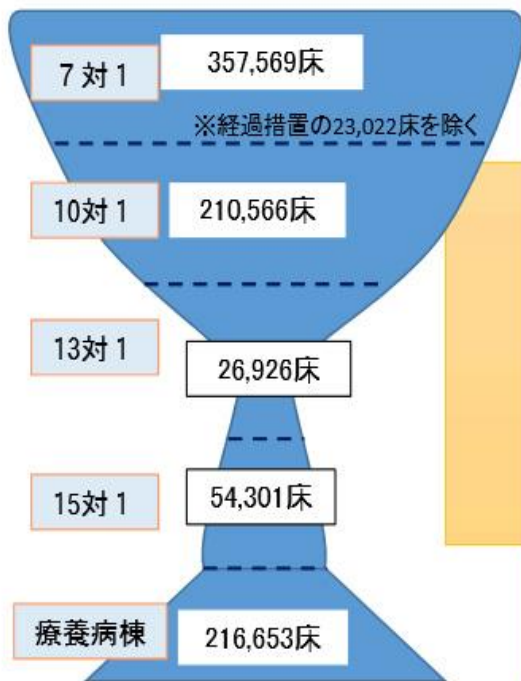 7対1
357,569床
※経過措置の23,022床を除く
10対1
210,566床
13対1
26,926床
15対1
54,301床
療養病棟
216,653床